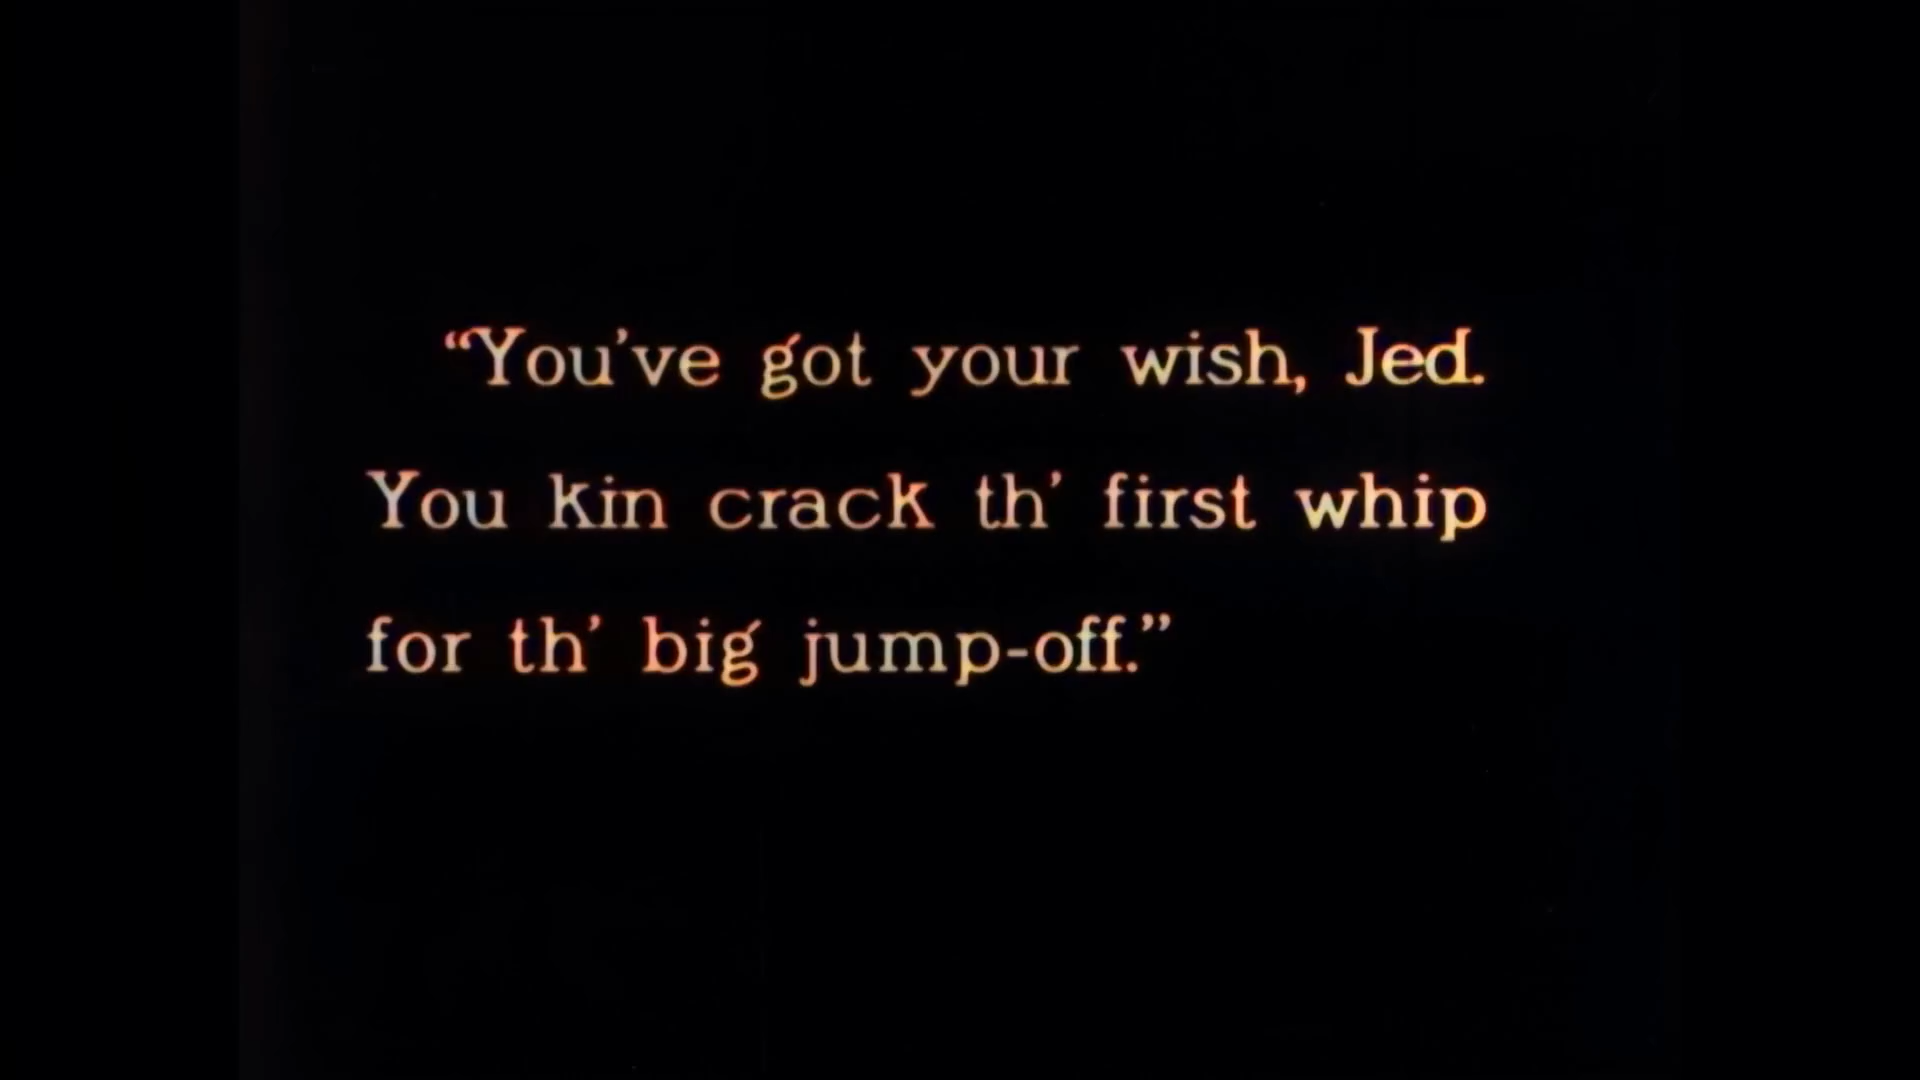 “You've got your wish, Jed.
You kin crack th' first whip
for th' big jump-off.”